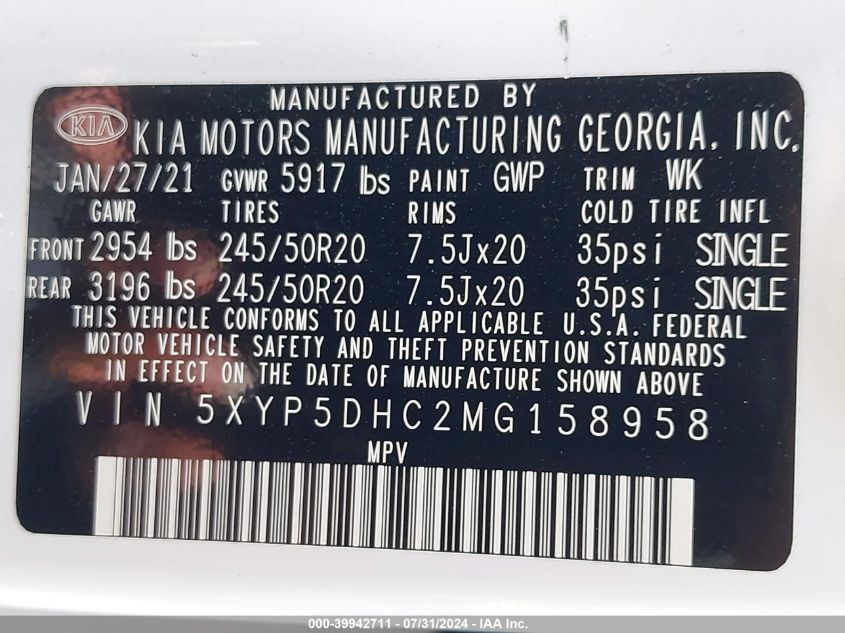 MANUFACTURED BY
KIA KIA MOTORS MANUFACTURING GEORGIA, INC.
JAN/27/21 GVWR 5917 lbs PAINT GWP TRIM WK
GAWR TIRES RIMS COLD TIRE INFL
FRONT 2954 lbs 245/50R20 7.5Jx20 35psi SINGLE
REAR 3196 lbs 245/50R20 7.5Jx20 35psi SINGLE
THIS VEHICLE CONFORMS TO ALL APPLICABLE U.S.A. FEDERAL
MOTOR VEHICLE SAFETY AND THEFT PREVENTION STANDARDS
IN EFFECT ON THE DATE OF MANUFACTURE SHOWN ABOVE
VIN 5XYP5DHC2MG158958
MPV
000-39942711 - 07/31/2024 - IAA Inc.